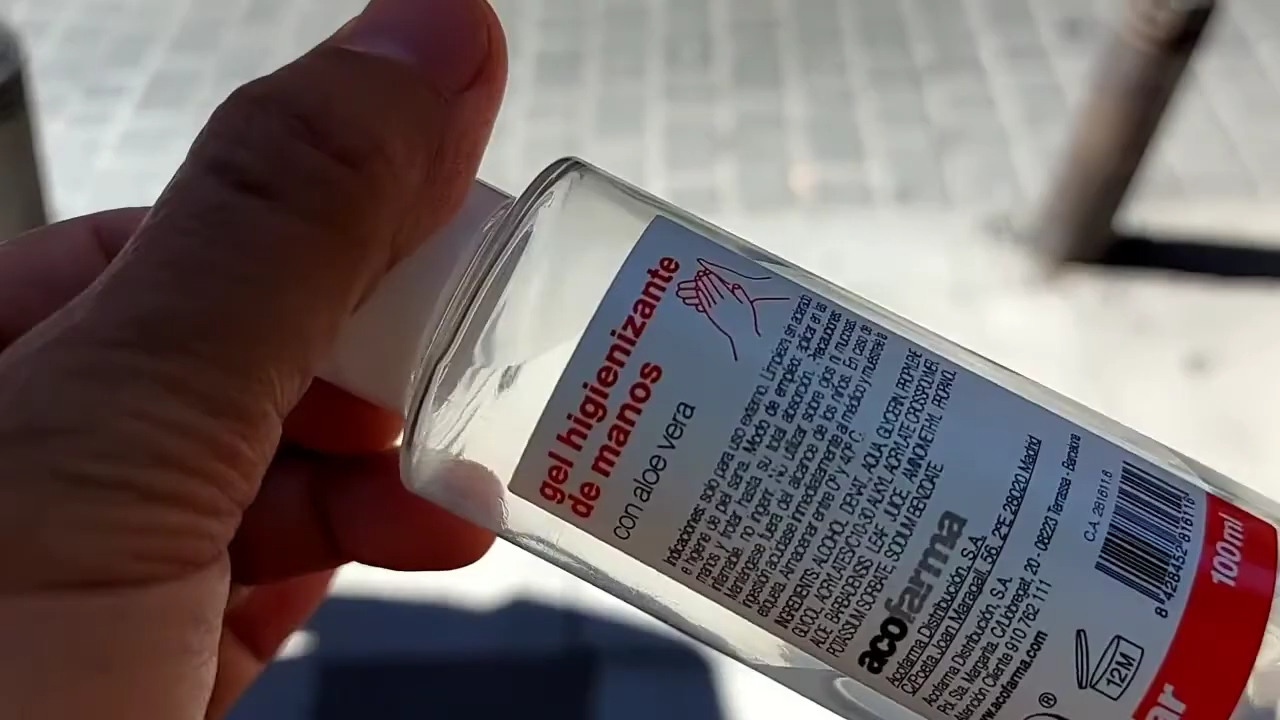 gel higienizante
de manos
con aloe vera
Indicaciones: solo para uso externo. Limpieza sin aclarado
e higiene de piel sana. Modo de empleo: aplicar en las
manos y frotar hasta su total absorción. Precauciones:
inflamable, no ingerir. No utilizar sobre ojos ni mucosas.
Manténgase fuera del alcance de los niños. En caso de
ingestión acúdase inmediatamente al médico y muéstrele la
etiqueta. Almacenar entre 0º y 40º C.
INGREDIENTS: ALCOHOL DENAT, AQUA, GLYCERIN, PROPYLENE
GLYCOL, ACRYLATES/C10-30 ALKYL ACRYLATE CROSPOLYMER,
ALOE BARBADENSIS LEAF JUICE, AMINOMETHYL PROPANOL,
POTASSIUM SORBATE, SODIUM BENZOATE
acofarma
Acofarma Distribución, S.A.
C/Poeta Joan Maragall, 56, 2ºE 28020 Madrid
Acofarma Distribución, S.A.
Pol. Sta. Margarita, C/Llobregat, 20 - 08223 Terrassa - Barcelona
Atención Cliente 910 762 111
www.acofarma.com
C.A. 281611.8
8 428452 816116
12M
®
100ml
ar